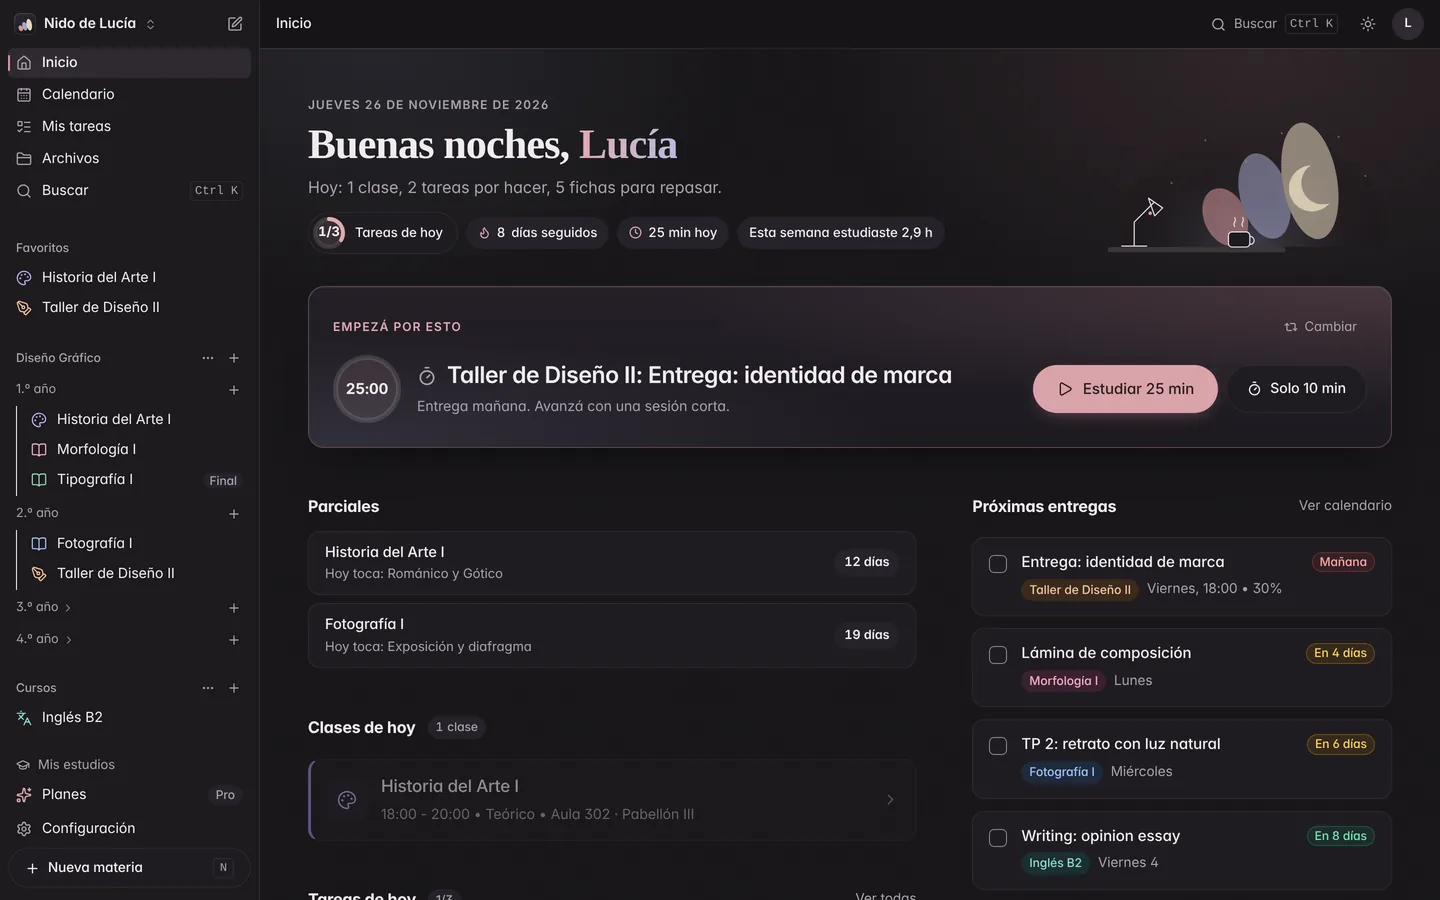 Nido de Lucía
Inicio
Calendario
Mis tareas
Archivos
Buscar Ctrl K
Favoritos
Historia del Arte I
Taller de Diseño II
Diseño Gráfico
1.º año
Historia del Arte I
Morfología I
Tipografía I Final
2.º año
Fotografía I
Taller de Diseño II
3.º año
4.º año
Cursos
Inglés B2
Mis estudios
Planes Pro
Configuración
Nueva materia N
Inicio
Buscar Ctrl K
L
JUEVES 26 DE NOVIEMBRE DE 2026
Buenas noches, Lucía
Hoy: 1 clase, 2 tareas por hacer, 5 fichas para repasar.
1/3 Tareas de hoy
8 días seguidos
25 min hoy
Esta semana estudiaste 2,9 h
EMPEZÁ POR ESTO
Cambiar
25:00
Taller de Diseño II: Entrega: identidad de marca
Entrega mañana. Avanzá con una sesión corta.
Estudiar 25 min
Solo 10 min
Parciales
Historia del Arte I
Hoy toca: Románico y Gótico
12 días
Fotografía I
Hoy toca: Exposición y diafragma
19 días
Clases de hoy 1 clase
Historia del Arte I
18:00 - 20:00 • Teórico • Aula 302 · Pabellón III
Tareas de hoy 1/3
Ver todas
Próximas entregas
Ver calendario
Entrega: identidad de marca
Mañana
Taller de Diseño II Viernes, 18:00 • 30%
Lámina de composición
En 4 días
Morfología I Lunes
TP 2: retrato con luz natural
En 6 días
Fotografía I Miércoles
Writing: opinion essay
En 8 días
Inglés B2 Viernes 4